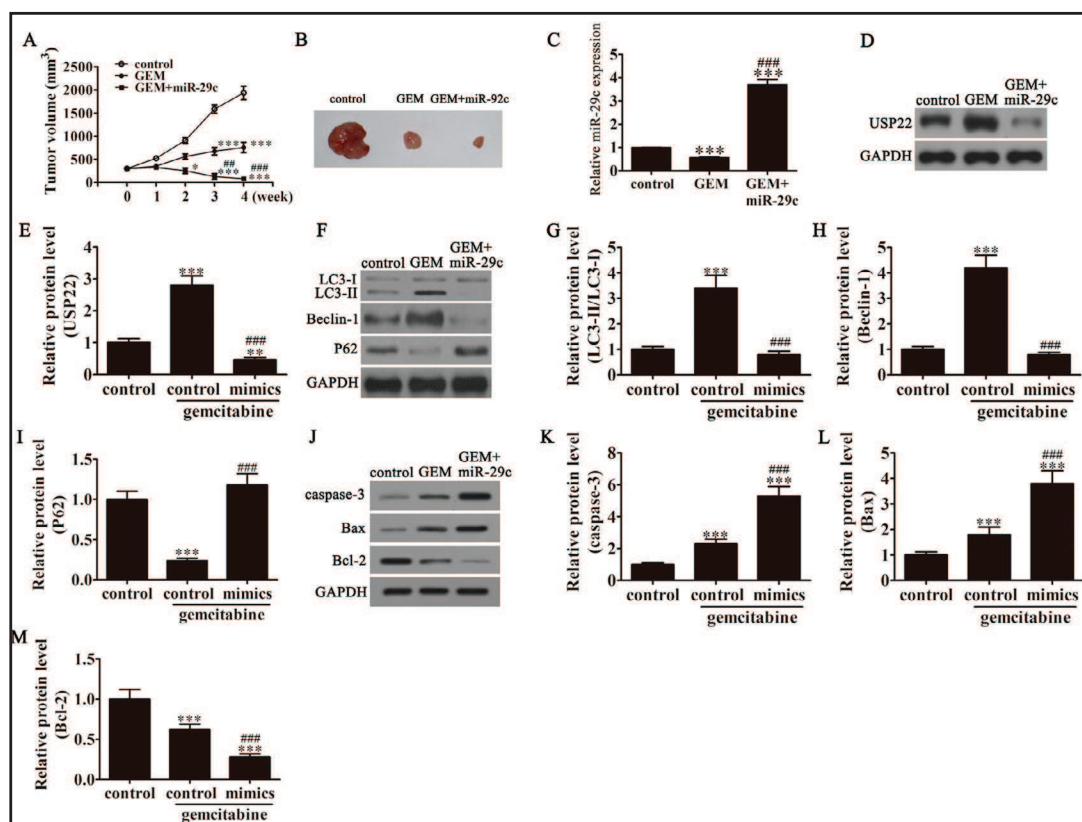 A
Tumor volume (mm3)
2500
2000
1500
1000
500
0
control
GEM
GEM+miR-29c
***
***
*
##
***
###
***
0 1 2 3 4 (week)
B
control GEM GEM+miR-92c
C
Relative miR-29c expression
5
4
3
2
1
0
***
###
***
control GEM GEM+
miR-29c
D
control GEM GEM+
miR-29c
USP22
GAPDH
E
Relative protein level
(USP22)
4
3
2
1
0
***
###
**
control control mimics
gemcitabine
F
control GEM GEM+
miR-29c
LC3-I
LC3-II
Beclin-1
P62
GAPDH
G
Relative protein level
(LC3-II/LC3-I)
5
4
3
2
1
0
***
###
control control mimics
gemcitabine
H
Relative protein level
(Beclin-1)
6
5
4
3
2
1
0
***
###
control control mimics
gemcitabine
I
Relative protein level
(P62)
1.5
1.0
0.5
0.0
***
###
control control mimics
gemcitabine
J
control GEM GEM+
miR-29c
caspase-3
Bax
Bcl-2
GAPDH
K
Relative protein level
(caspase-3)
8
6
4
2
0
***
###
***
control control mimics
gemcitabine
L
Relative protein level
(Bax)
5
4
3
2
1
0
***
###
***
control control mimics
gemcitabine
M
Relative protein level
(Bcl-2)
1.5
1.0
0.5
0.0
***
###
***
control control mimics
gemcitabine